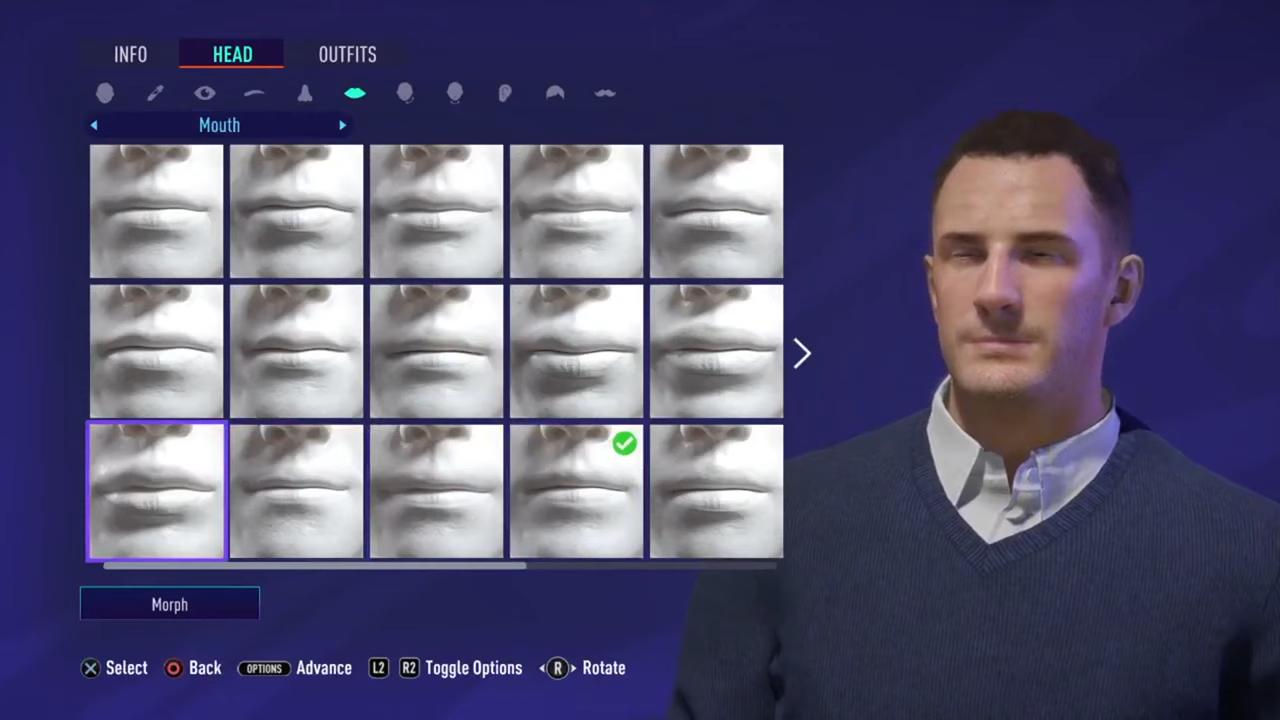 INFO HEAD OUTFITS
Mouth
Morph
Select Back OPTIONS Advance L2 R2 Toggle Options R Rotate